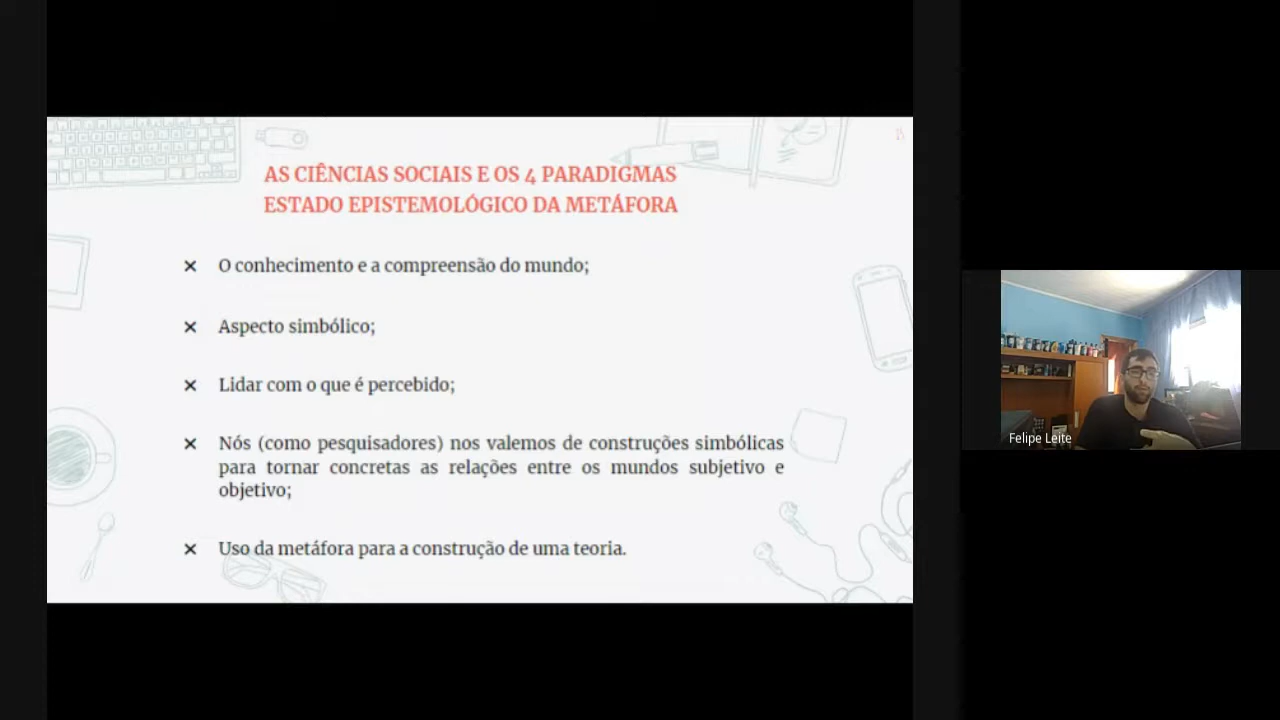 AS CIÊNCIAS SOCIAIS E OS 4 PARADIGMAS
ESTADO EPISTEMOLÓGICO DA METÁFORA
✕ O conhecimento e a compreensão do mundo;
✕ Aspecto simbólico;
✕ Lidar com o que é percebido;
✕ Nós (como pesquisadores) nos valemos de construções simbólicas
para tornar concretas as relações entre os mundos subjetivo e
objetivo;
✕ Uso da metáfora para a construção de uma teoria.
Felipe Leite